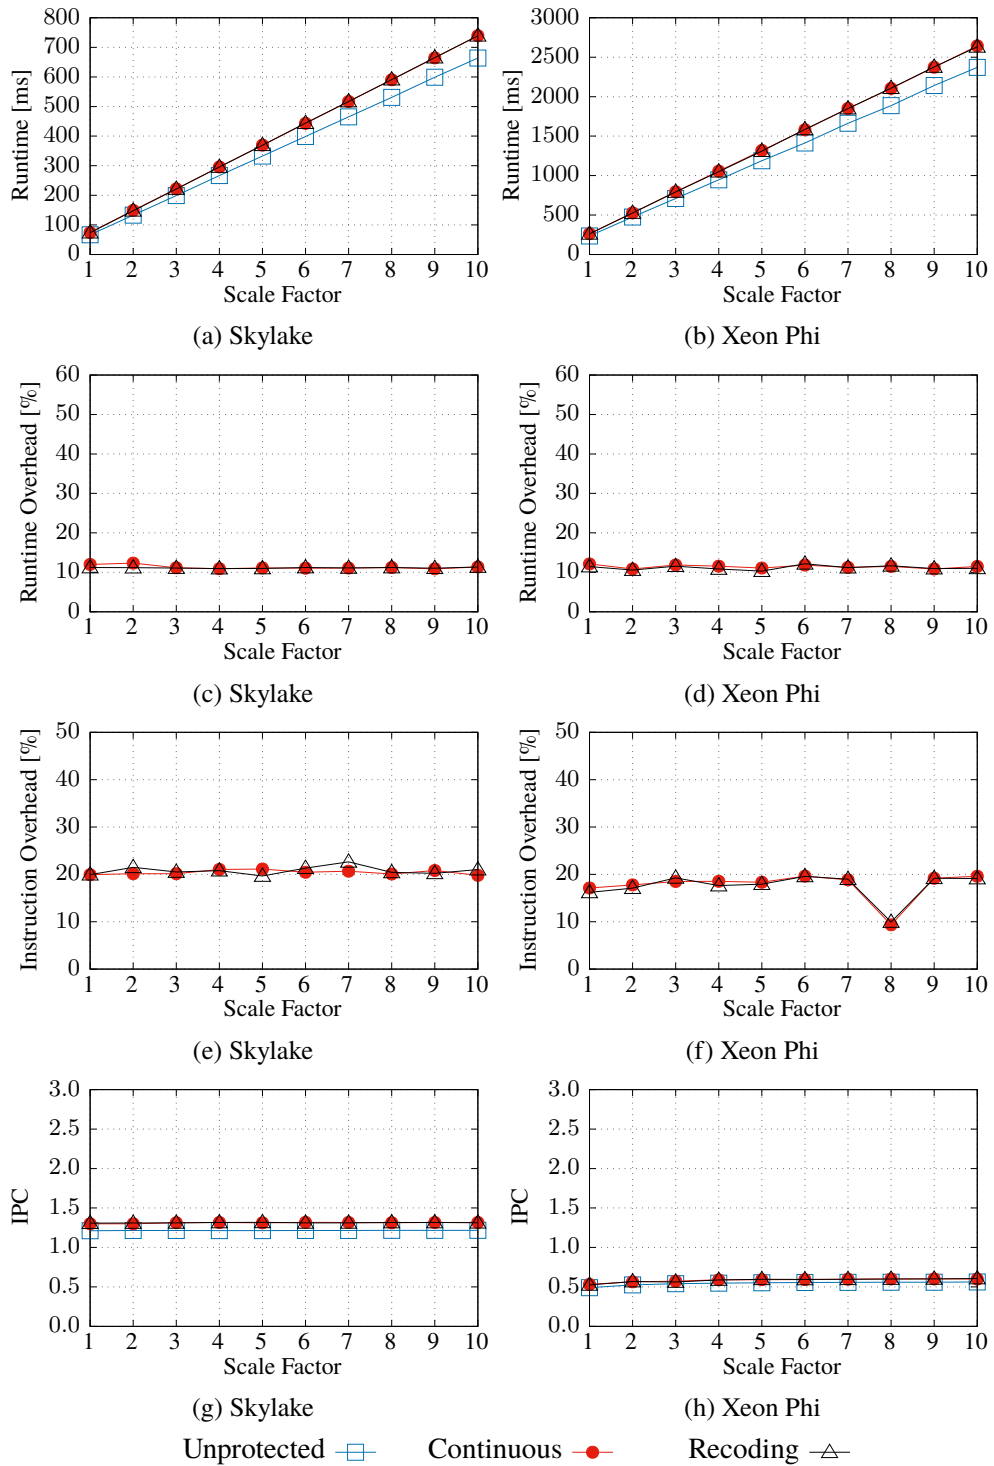 800
700
600
500
400
300
200
100
0
Runtime [ms]
1 2 3 4 5 6 7 8 9 10
Scale Factor
(a) Skylake
3000
2500
2000
1500
1000
500
0
Runtime [ms]
1 2 3 4 5 6 7 8 9 10
Scale Factor
(b) Xeon Phi
60
50
40
30
20
10
0
Runtime Overhead [%]
1 2 3 4 5 6 7 8 9 10
Scale Factor
(c) Skylake
60
50
40
30
20
10
0
Runtime Overhead [%]
1 2 3 4 5 6 7 8 9 10
Scale Factor
(d) Xeon Phi
50
40
30
20
10
0
Instruction Overhead [%]
1 2 3 4 5 6 7 8 9 10
Scale Factor
(e) Skylake
50
40
30
20
10
0
Instruction Overhead [%]
1 2 3 4 5 6 7 8 9 10
Scale Factor
(f) Xeon Phi
3.0
2.5
2.0
1.5
1.0
0.5
0.0
IPC
1 2 3 4 5 6 7 8 9 10
Scale Factor
(g) Skylake
3.0
2.5
2.0
1.5
1.0
0.5
0.0
IPC
1 2 3 4 5 6 7 8 9 10
Scale Factor
(h) Xeon Phi
Unprotected Continuous Recoding